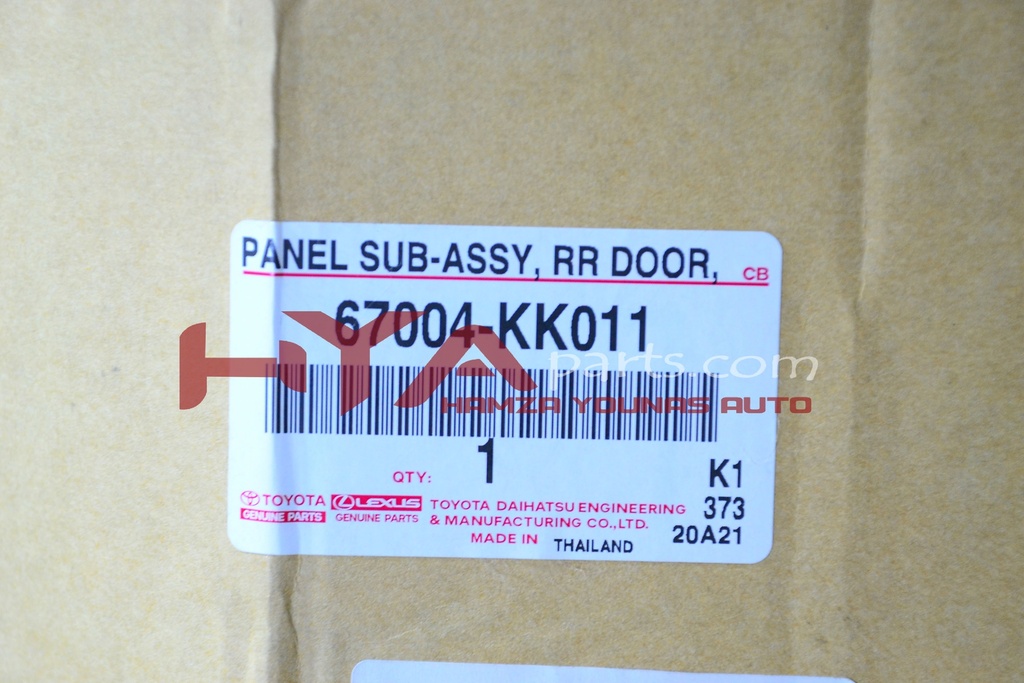 PANEL SUB-ASSY, RR DOOR, CB
67004-KK011
HYAparts.com
HAMZA YOUNAS AUTO
QTY: 1 K1
TOYOTA LEXUS TOYOTA DAIHATSU ENGINEERING 373
GENUINE PARTS GENUINE PARTS & MANUFACTURING CO.,LTD.
MADE IN THAILAND 20A21